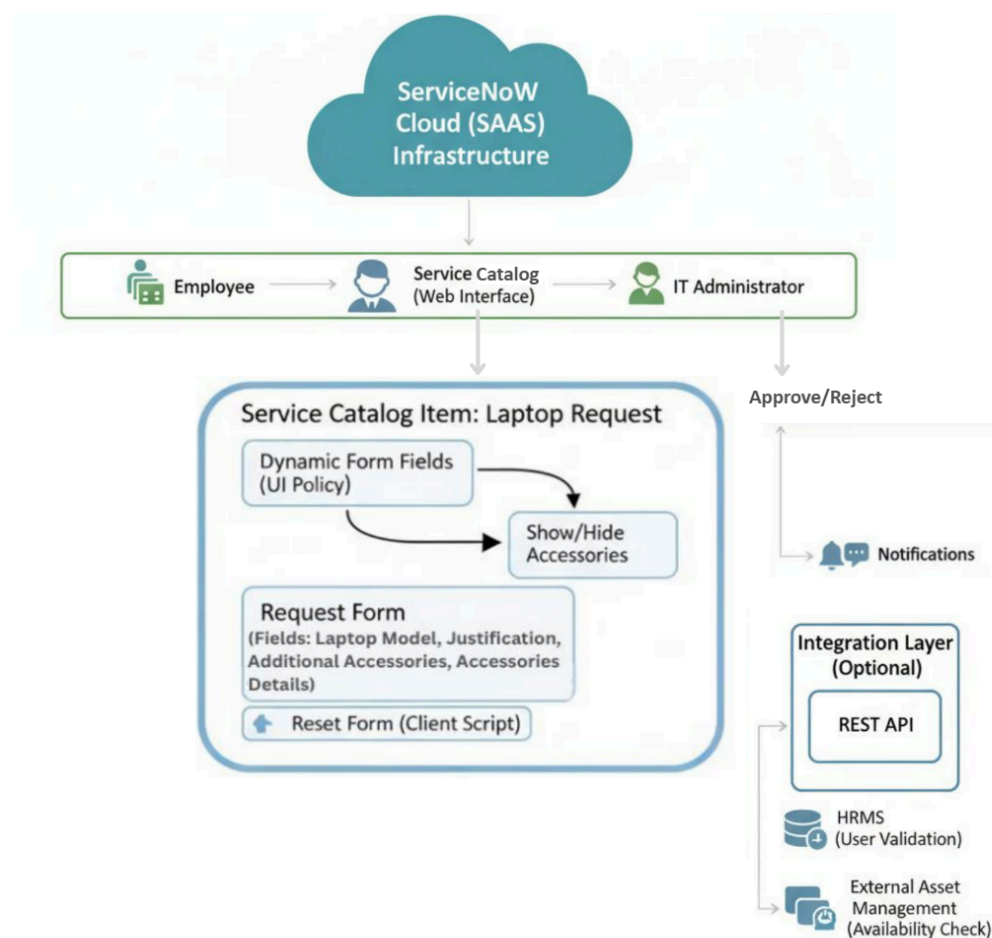 ServiceNoW
Cloud (SAAS)
Infrastructure
Employee
Service Catalog
(Web Interface)
IT Administrator
Service Catalog Item: Laptop Request
Dynamic Form Fields
(UI Policy)
Show/Hide
Accessories
Request Form
(Fields: Laptop Model, Justification,
Additional Accessories, Accessories
Details)
Reset Form (Client Script)
Approve/Reject
Notifications
Integration Layer
(Optional)
REST API
HRMS
(User Validation)
External Asset
Management
(Availability Check)